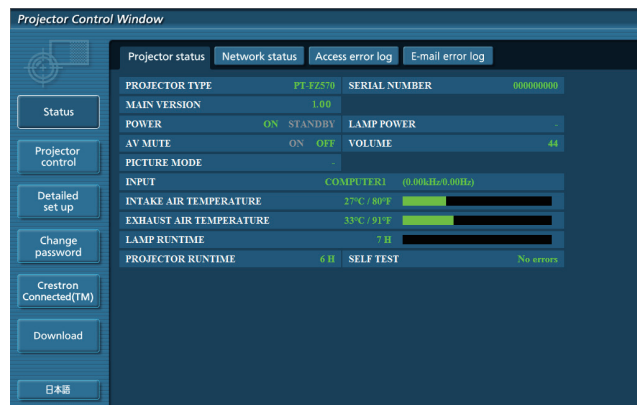 Projector Control Window
Projector status Network status Access error log E-mail error log
Status
Projector control
Detailed set up
Change password
Crestron Connected(TM)
Download
日本語
PROJECTOR TYPE PT-FZ570 SERIAL NUMBER 000000000
MAIN VERSION 1.00
POWER ON STANDBY LAMP POWER -
AV MUTE ON OFF VOLUME 44
PICTURE MODE -
INPUT COMPUTER1 (0.00kHz/0.00Hz)
INTAKE AIR TEMPERATURE 27°C / 80°F
EXHAUST AIR TEMPERATURE 33°C / 91°F
LAMP RUNTIME 7 H
PROJECTOR RUNTIME 6 H SELF TEST No errors